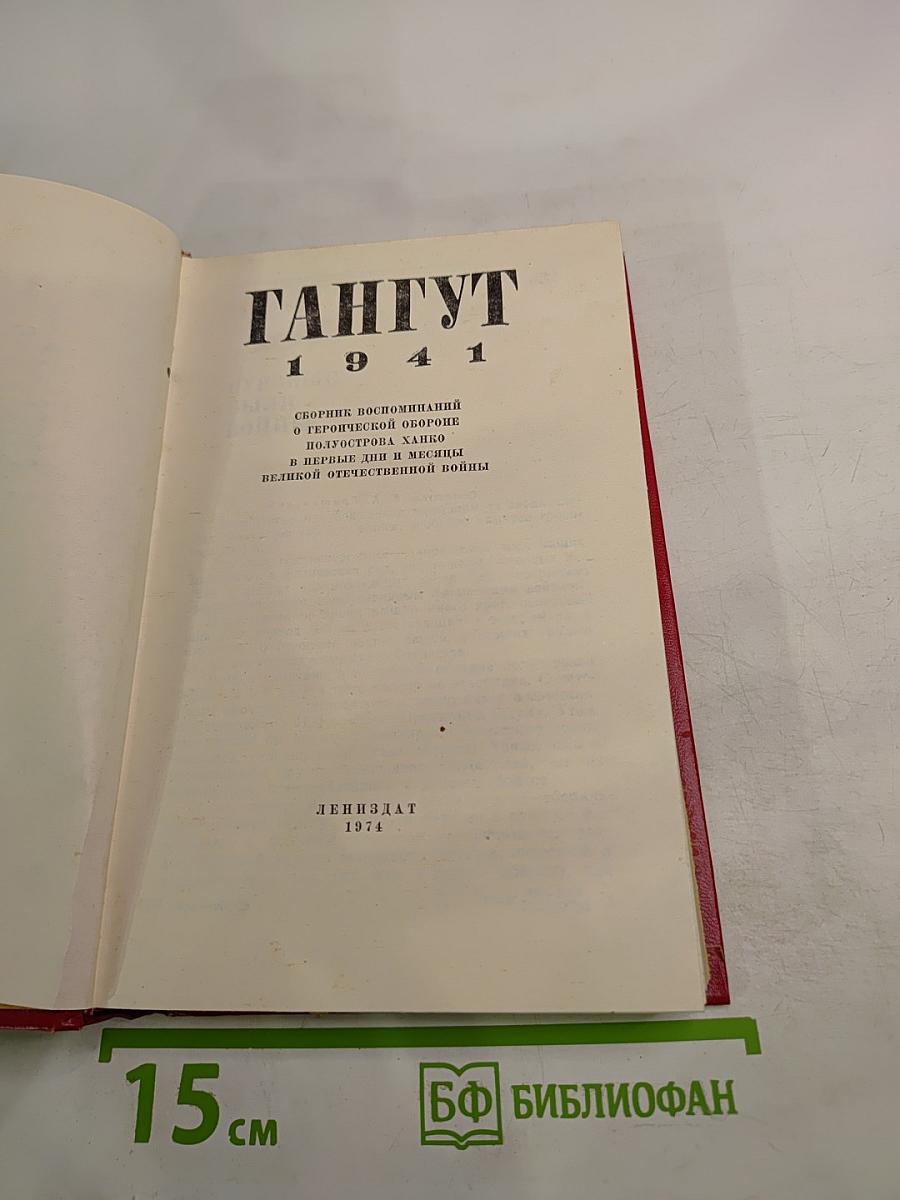 ГАНГУТ
1941
СБОРНИК ВОСПОМИНАНИЙ
О ГЕРОИЧЕСКОЙ ОБОРОНЕ
ПОЛУОСТРОВА ХАНКО
В ПЕРВЫЕ ДНИ И МЕСЯЦЫ
ВЕЛИКОЙ ОТЕЧЕСТВЕННОЙ ВОЙНЫ
ЛЕНИЗДАТ
1974
15 см
БФ БИБЛИОФАН